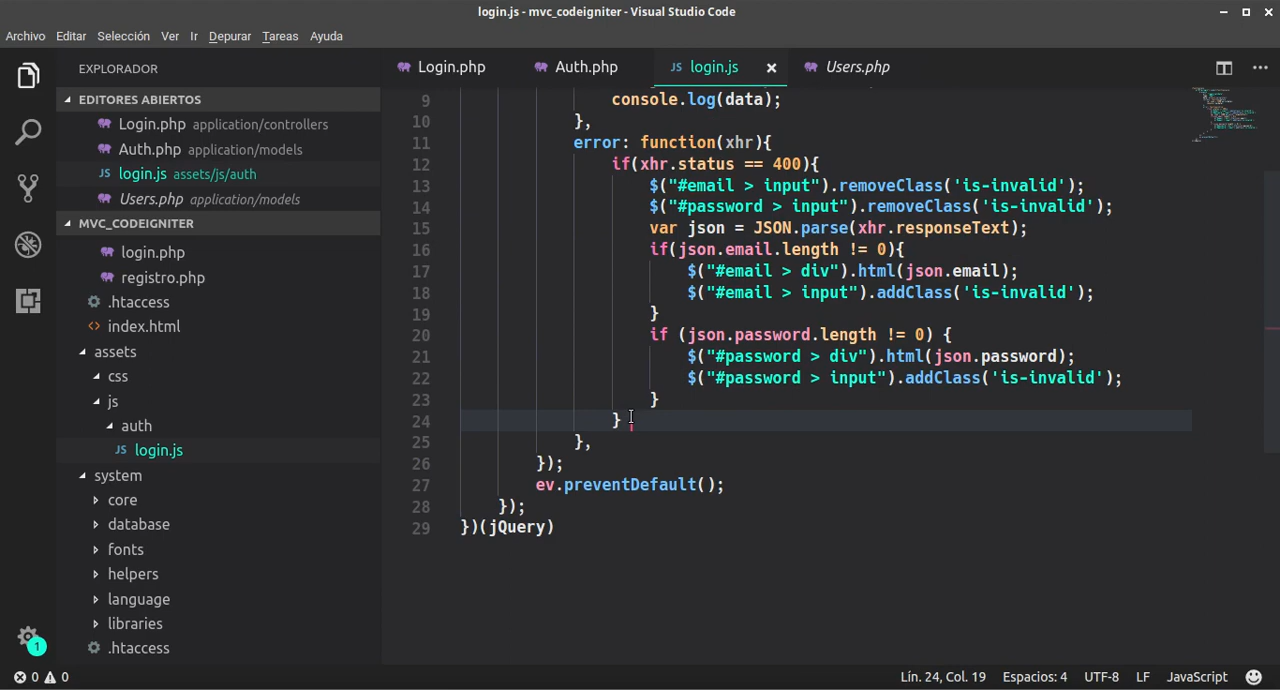 login.js - mvc_codeigniter - Visual Studio Code
Archivo Editar Selección Ver Ir Depurar Tareas Ayuda
EXPLORADOR
EDITORES ABIERTOS
Login.php application/controllers
Auth.php application/models
JS login.js assets/js/auth
Users.php application/models
MVC_CODEIGNITER
login.php
registro.php
.htaccess
<> index.html
assets
css
js
auth
JS login.js
system
core
database
fonts
helpers
language
libraries
.htaccess
1
Login.php Auth.php JS login.js × Users.php
9 console.log(data);
10 },
11 error: function(xhr){
12 if(xhr.status == 400){
13 $("#email > input").removeClass('is-invalid');
14 $("#password > input").removeClass('is-invalid');
15 var json = JSON.parse(xhr.responseText);
16 if(json.email.length != 0){
17 $("#email > div").html(json.email);
18 $("#email > input").addClass('is-invalid');
19 }
20 if (json.password.length != 0) {
21 $("#password > div").html(json.password);
22 $("#password > input").addClass('is-invalid');
23 }
24 }
25 },
26 });
27 ev.preventDefault();
28 });
29 })(jQuery)
0 0 Lín. 24, Col. 19 Espacios: 4 UTF-8 LF JavaScript